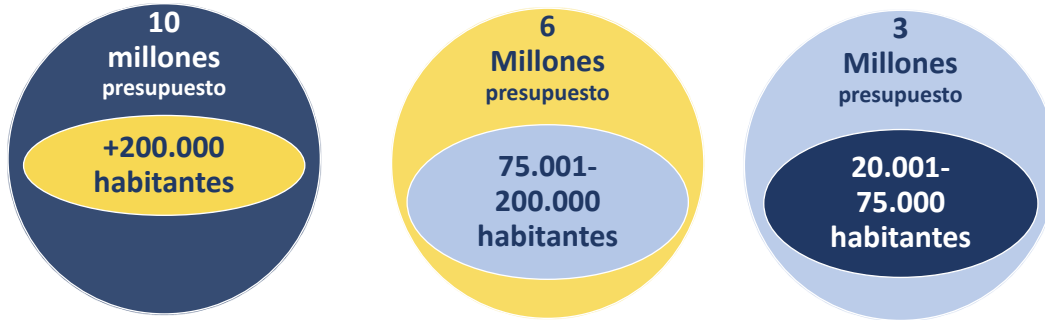 10
millones
presupuesto
+200.000
habitantes
6
Millones
presupuesto
75.001-
200.000
habitantes
3
Millones
presupuesto
20.001-
75.000
habitantes